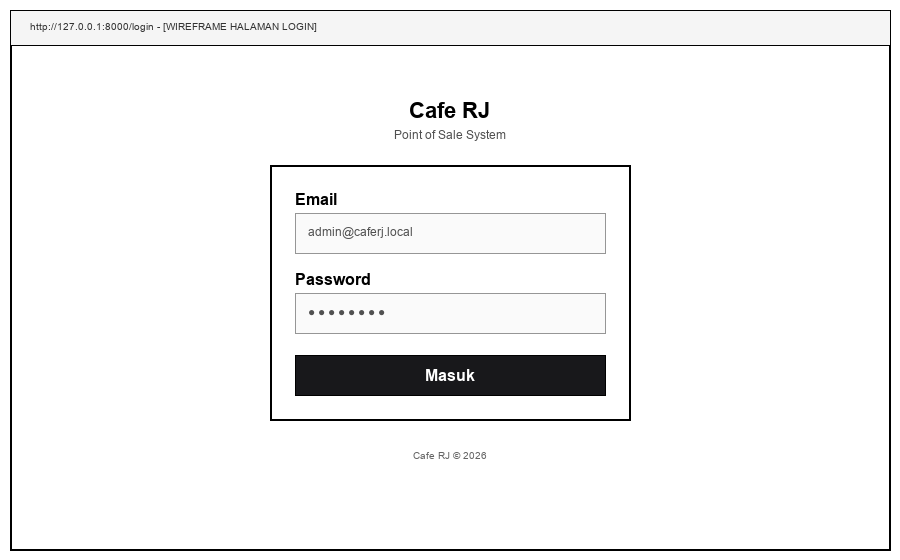 http://127.0.0.1:8000/login - [WIREFRAME HALAMAN LOGIN]
Cafe RJ
Point of Sale System
Email
admin@caferj.local
Password
●●●●●●●●
Masuk
Cafe RJ © 2026